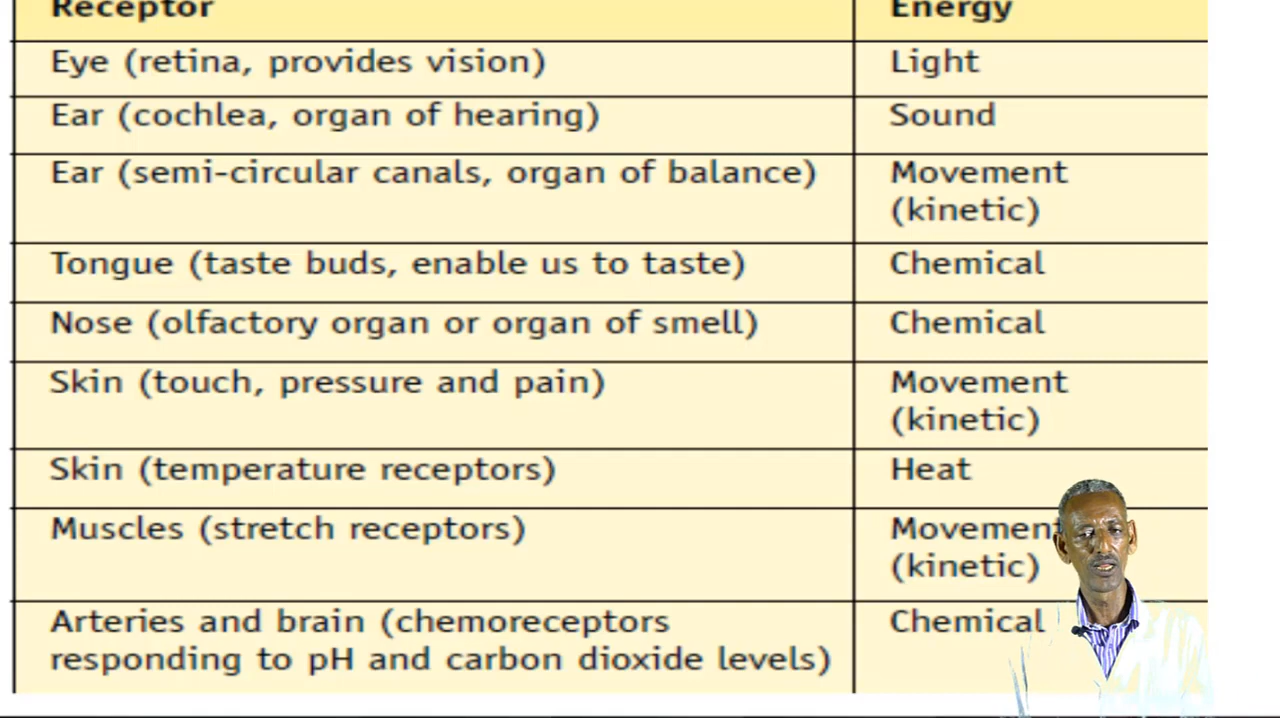 Receptor Energy
Eye (retina, provides vision) Light
Ear (cochlea, organ of hearing) Sound
Ear (semi-circular canals, organ of balance) Movement
(kinetic)
Tongue (taste buds, enable us to taste) Chemical
Nose (olfactory organ or organ of smell) Chemical
Skin (touch, pressure and pain) Movement
(kinetic)
Skin (temperature receptors) Heat
Muscles (stretch receptors) Movement
(kinetic)
Arteries and brain (chemoreceptors Chemical
responding to pH and carbon dioxide levels)